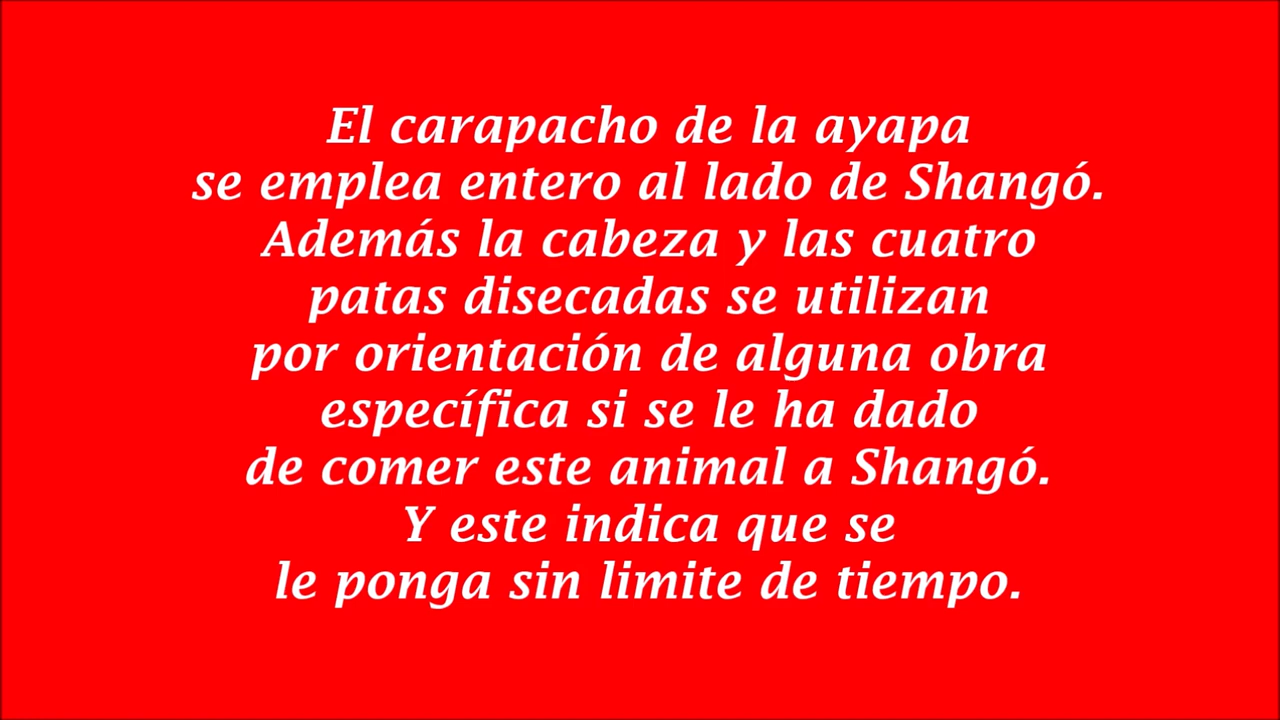 El carapacho de la ayapa
se emplea entero al lado de Shangó.
Además la cabeza y las cuatro
patas disecadas se utilizan
por orientación de alguna obra
específica si se le ha dado
de comer este animal a Shangó.
Y este indica que se
le ponga sin limite de tiempo.